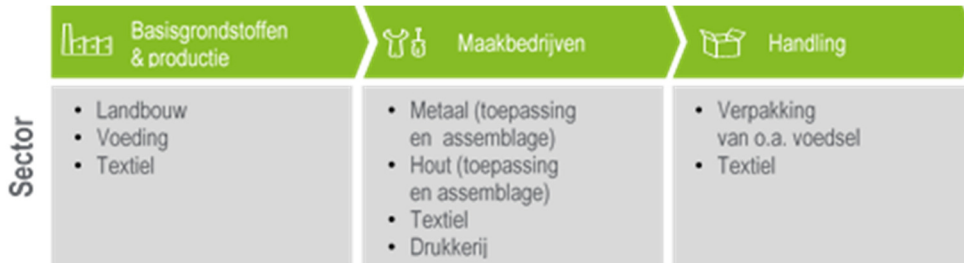 Basisgrondstoffen
& productie
Maakbedrijven
Handling
Sector
• Landbouw
• Voeding
• Textiel
• Metaal (toepassing
en assemblage)
• Hout (toepassing
en assemblage)
• Textiel
• Drukkerij
• Verpakking
van o.a. voedsel
• Textiel